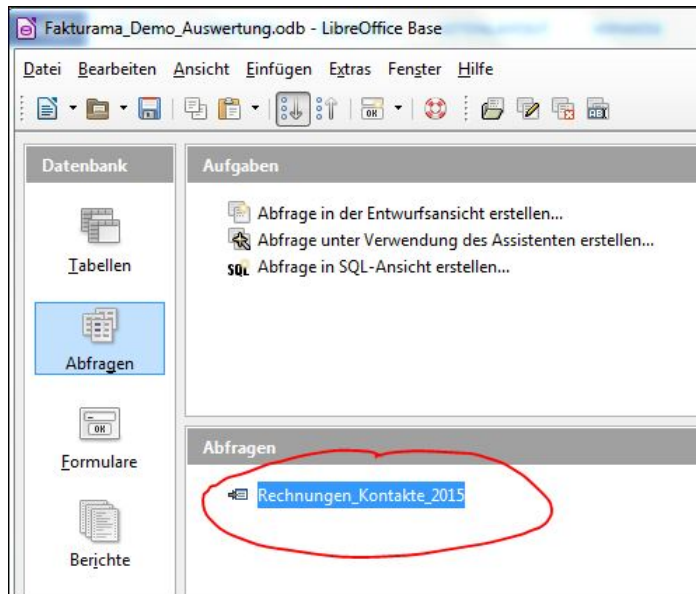 Fakturama_Demo_Auswertung.odb - LibreOffice Base
Datei Bearbeiten Ansicht Einfügen Extras Fenster Hilfe
OK
Datenbank
Tabellen
Abfragen
OK
Formulare
Berichte
Aufgaben
Abfrage in der Entwurfsansicht erstellen...
Abfrage unter Verwendung des Assistenten erstellen...
SQL Abfrage in SQL-Ansicht erstellen...
Abfragen
Rechnungen_Kontakte_2015